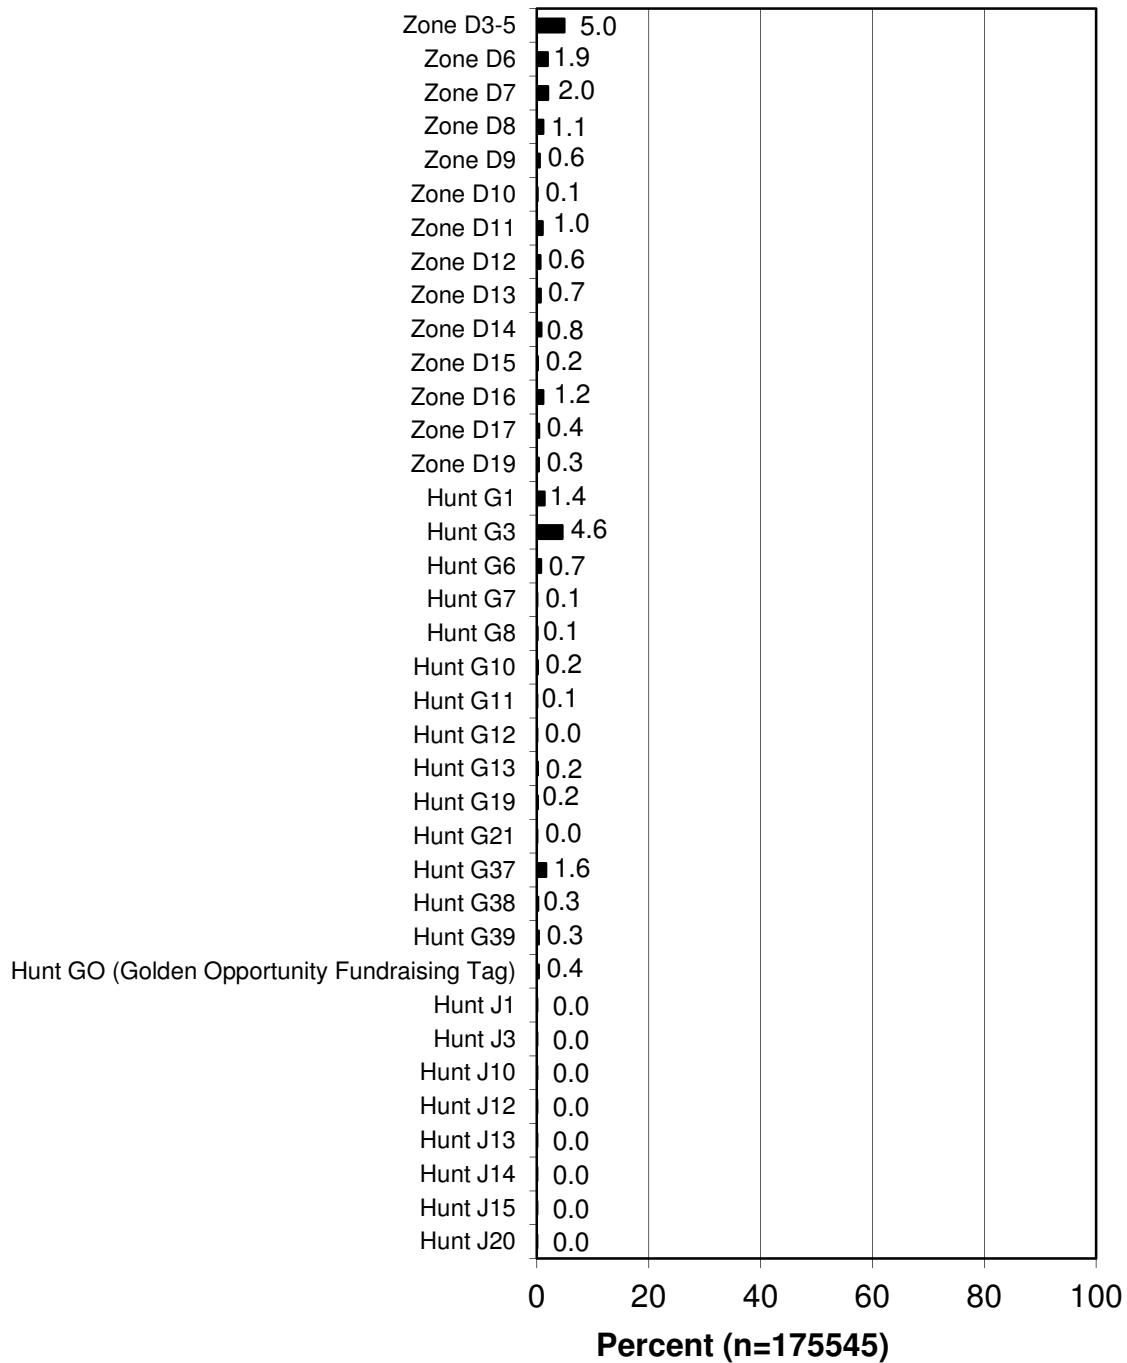 Zone D3-5 5.0
Zone D6 1.9
Zone D7 2.0
Zone D8 1.1
Zone D9 0.6
Zone D10 0.1
Zone D11 1.0
Zone D12 0.6
Zone D13 0.7
Zone D14 0.8
Zone D15 0.2
Zone D16 1.2
Zone D17 0.4
Zone D19 0.3
Hunt G1 1.4
Hunt G3 4.6
Hunt G6 0.7
Hunt G7 0.1
Hunt G8 0.1
Hunt G10 0.2
Hunt G11 0.1
Hunt G12 0.0
Hunt G13 0.2
Hunt G19 0.2
Hunt G21 0.0
Hunt G37 1.6
Hunt G38 0.3
Hunt G39 0.3
Hunt GO (Golden Opportunity Fundraising Tag) 0.4
Hunt J1 0.0
Hunt J3 0.0
Hunt J10 0.0
Hunt J12 0.0
Hunt J13 0.0
Hunt J14 0.0
Hunt J15 0.0
Hunt J20 0.0
0 20 40 60 80 100
Percent (n=175545)